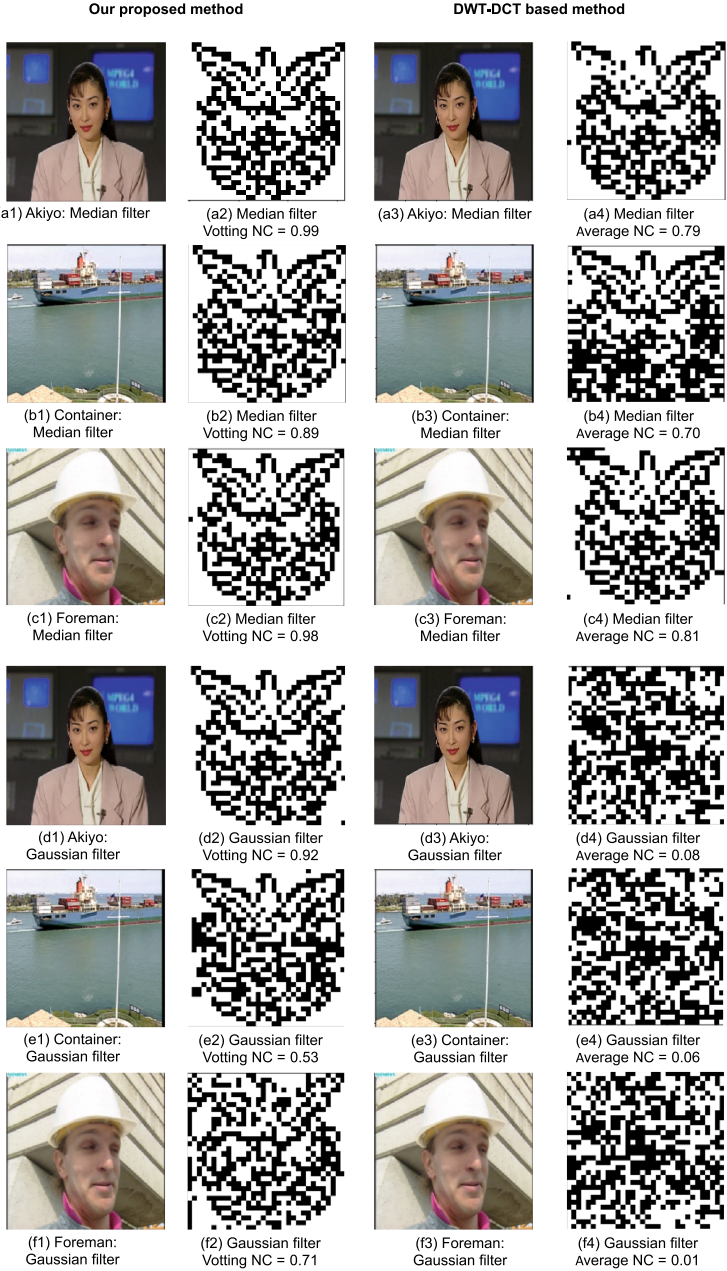 Our proposed method
DWT-DCT based method
MPEG4
WORLD
MPEG4
WORLD
a1) Akiyo: Median filter
(a2) Median filter
Votting NC = 0.99
(a3) Akiyo: Median filter
(a4) Median filter
Average NC = 0.79
(b1) Container:
Median filter
(b2) Median filter
Votting NC = 0.89
(b3) Container:
Median filter
(b4) Median filter
Average NC = 0.70
(c1) Foreman:
Median filter
(c2) Median filter
Votting NC = 0.98
(c3) Foreman:
Median filter
(c4) Median filter
Average NC = 0.81
MPEG4
WORLD
MPEG4
WORLD
(d1) Akiyo:
Gaussian filter
(d2) Gaussian filter
Votting NC = 0.92
(d3) Akiyo:
Gaussian filter
(d4) Gaussian filter
Average NC = 0.08
(e1) Container:
Gaussian filter
(e2) Gaussian filter
Votting NC = 0.53
(e3) Container:
Gaussian filter
(e4) Gaussian filter
Average NC = 0.06
(f1) Foreman:
Gaussian filter
(f2) Gaussian filter
Votting NC = 0.71
(f3) Foreman:
Gaussian filter
(f4) Gaussian filter
Average NC = 0.01